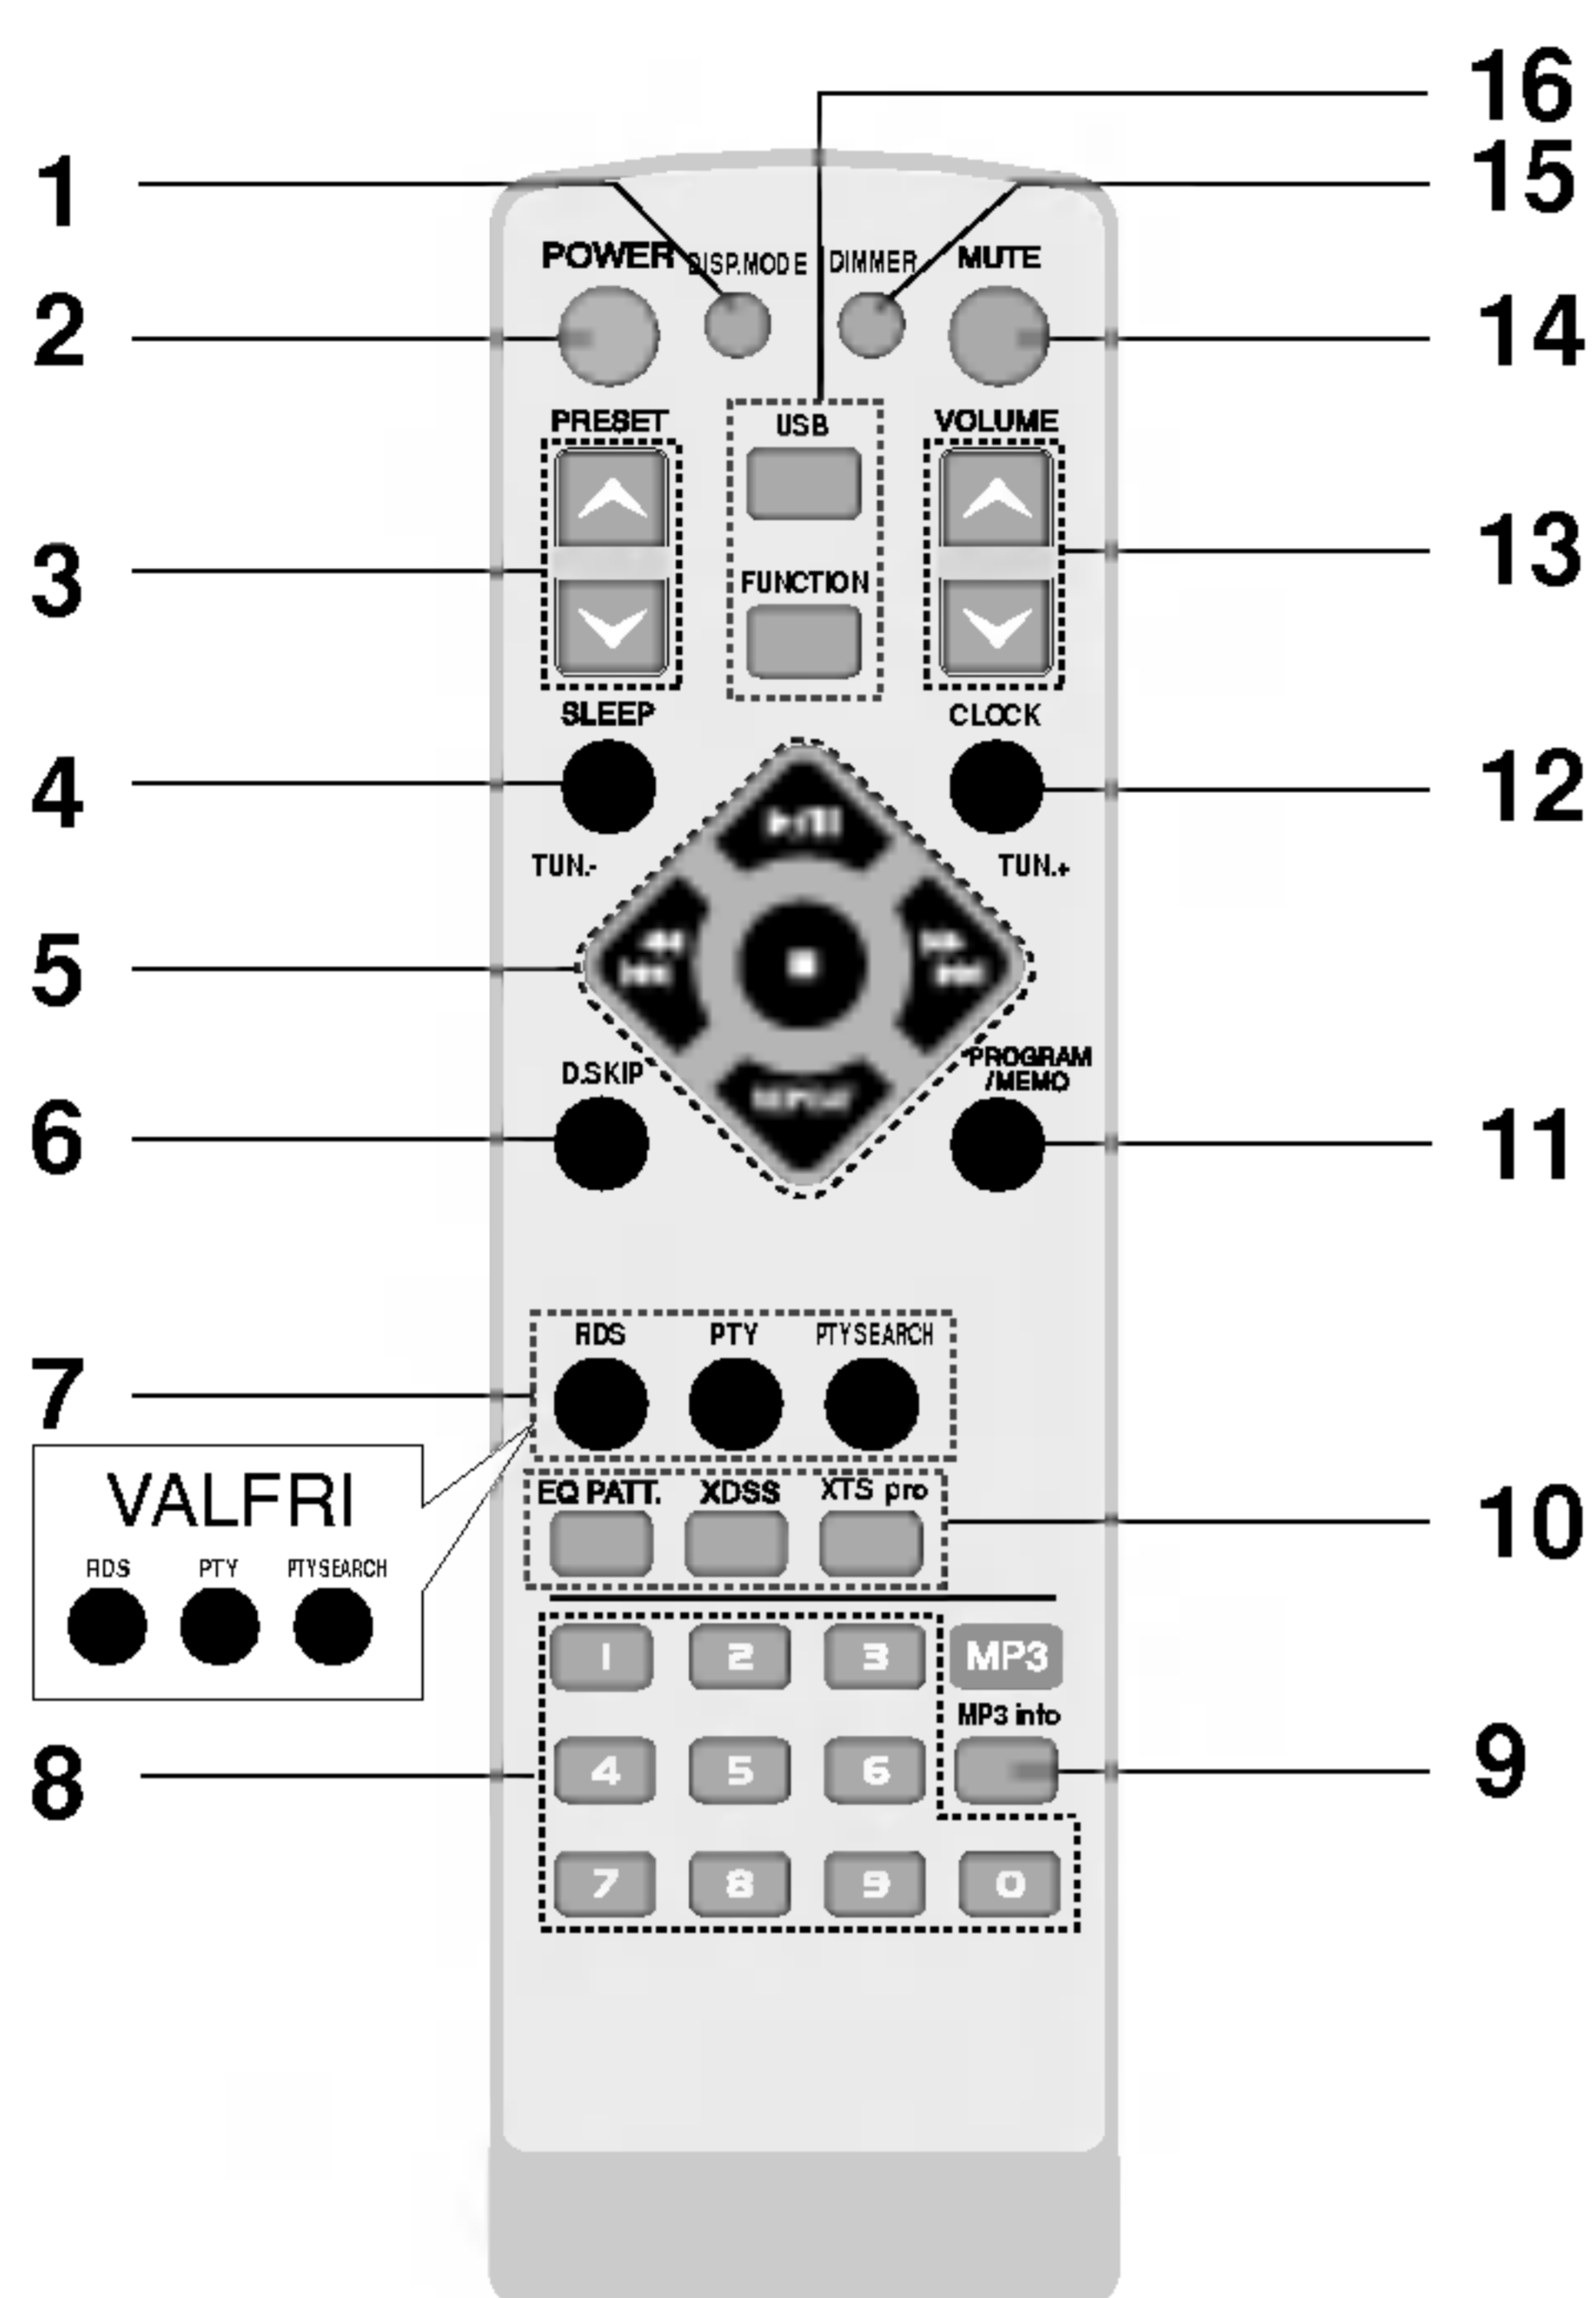 16
1
15
POWER DISP.MODE DIMMER MUTE
2
14
PRESET USB VOLUME
3
13
FUNCTION
SLEEP CLOCK
4
12
TUN.- TUN.+
5
D.SKIP PROGRAM
/MEMO
6
11
RDS PTY PTY SEARCH
7
VALFRI
RDS PTY PTY SEARCH
EQ PATT. XDSS XTS pro
10
1 2 3 MP3
MP3 info
8
4 5 6
9
7 8 9 0